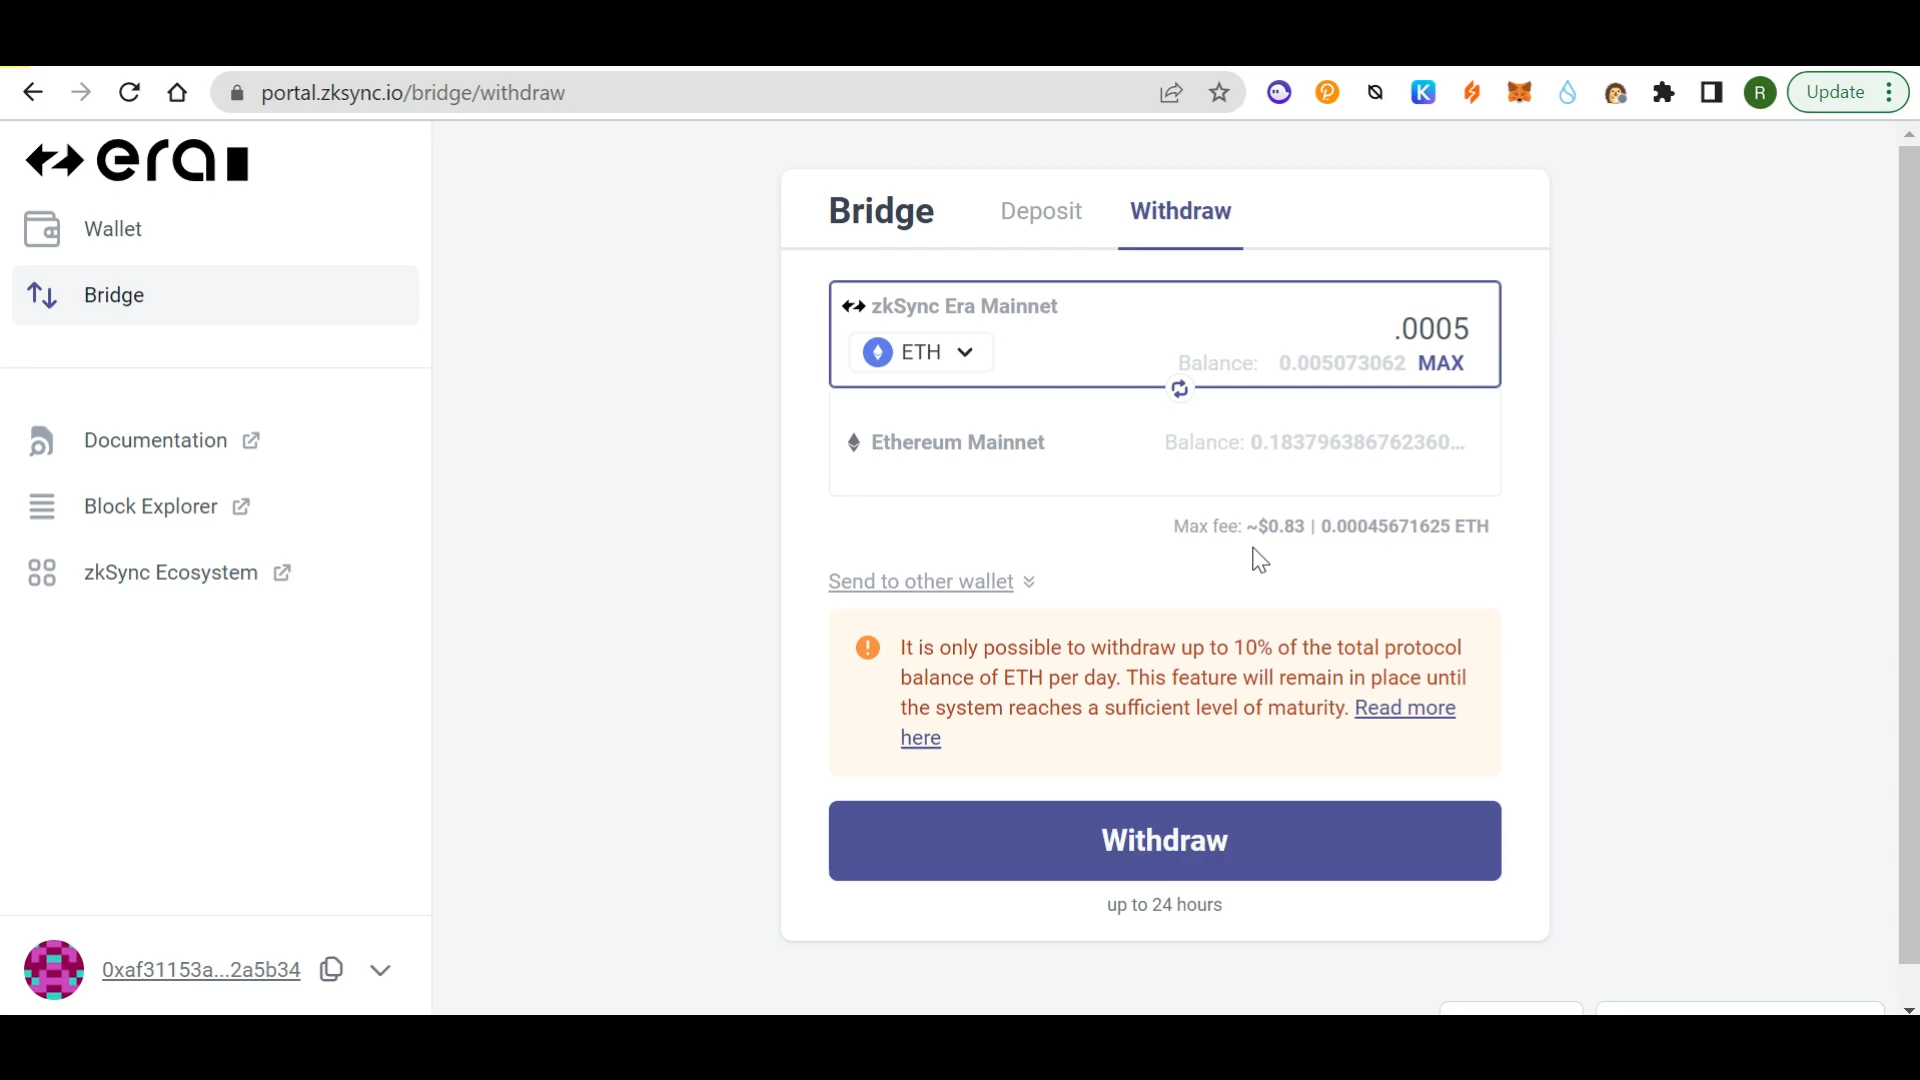 portal.zksync.io/bridge/withdraw
K
R
Update
era
Wallet
Bridge
Documentation
Block Explorer
zkSync Ecosystem
0xaf31153a...2a5b34
Bridge
Deposit
Withdraw
zkSync Era Mainnet
.0005
ETH
Balance: 0.005073062 MAX
Ethereum Mainnet
Balance: 0.183796386762360...
Max fee: ~$0.83 | 0.00045671625 ETH
Send to other wallet
It is only possible to withdraw up to 10% of the total protocol
balance of ETH per day. This feature will remain in place until
the system reaches a sufficient level of maturity. Read more
here
Withdraw
up to 24 hours